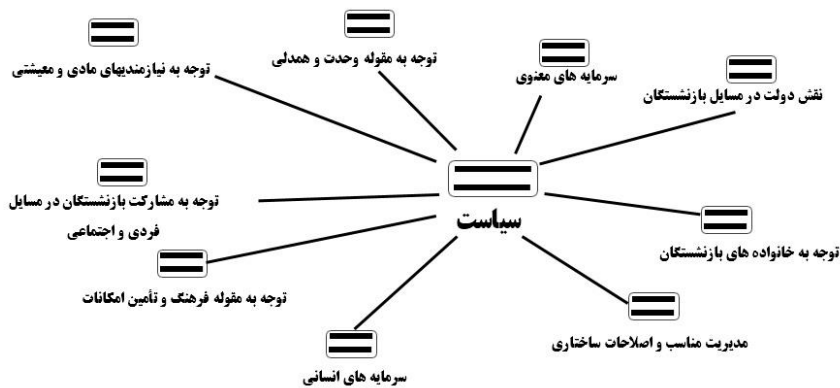 توجه به نیازمندیهای مادی و معیشتی
توجه به مقوله وحدت و همدلی
سرمایه های معنوی
نقش دولت در مسایل بازنشستگان
توجه به مشارکت بازنشستگان در مسایل
فردی و اجتماعی
سیاست
توجه به خانواده های بازنشستگان
توجه به مقوله فرهنگ و تأمین امکانات
مدیریت مناسب و اصلاحات ساختاری
سرمایه های انسانی